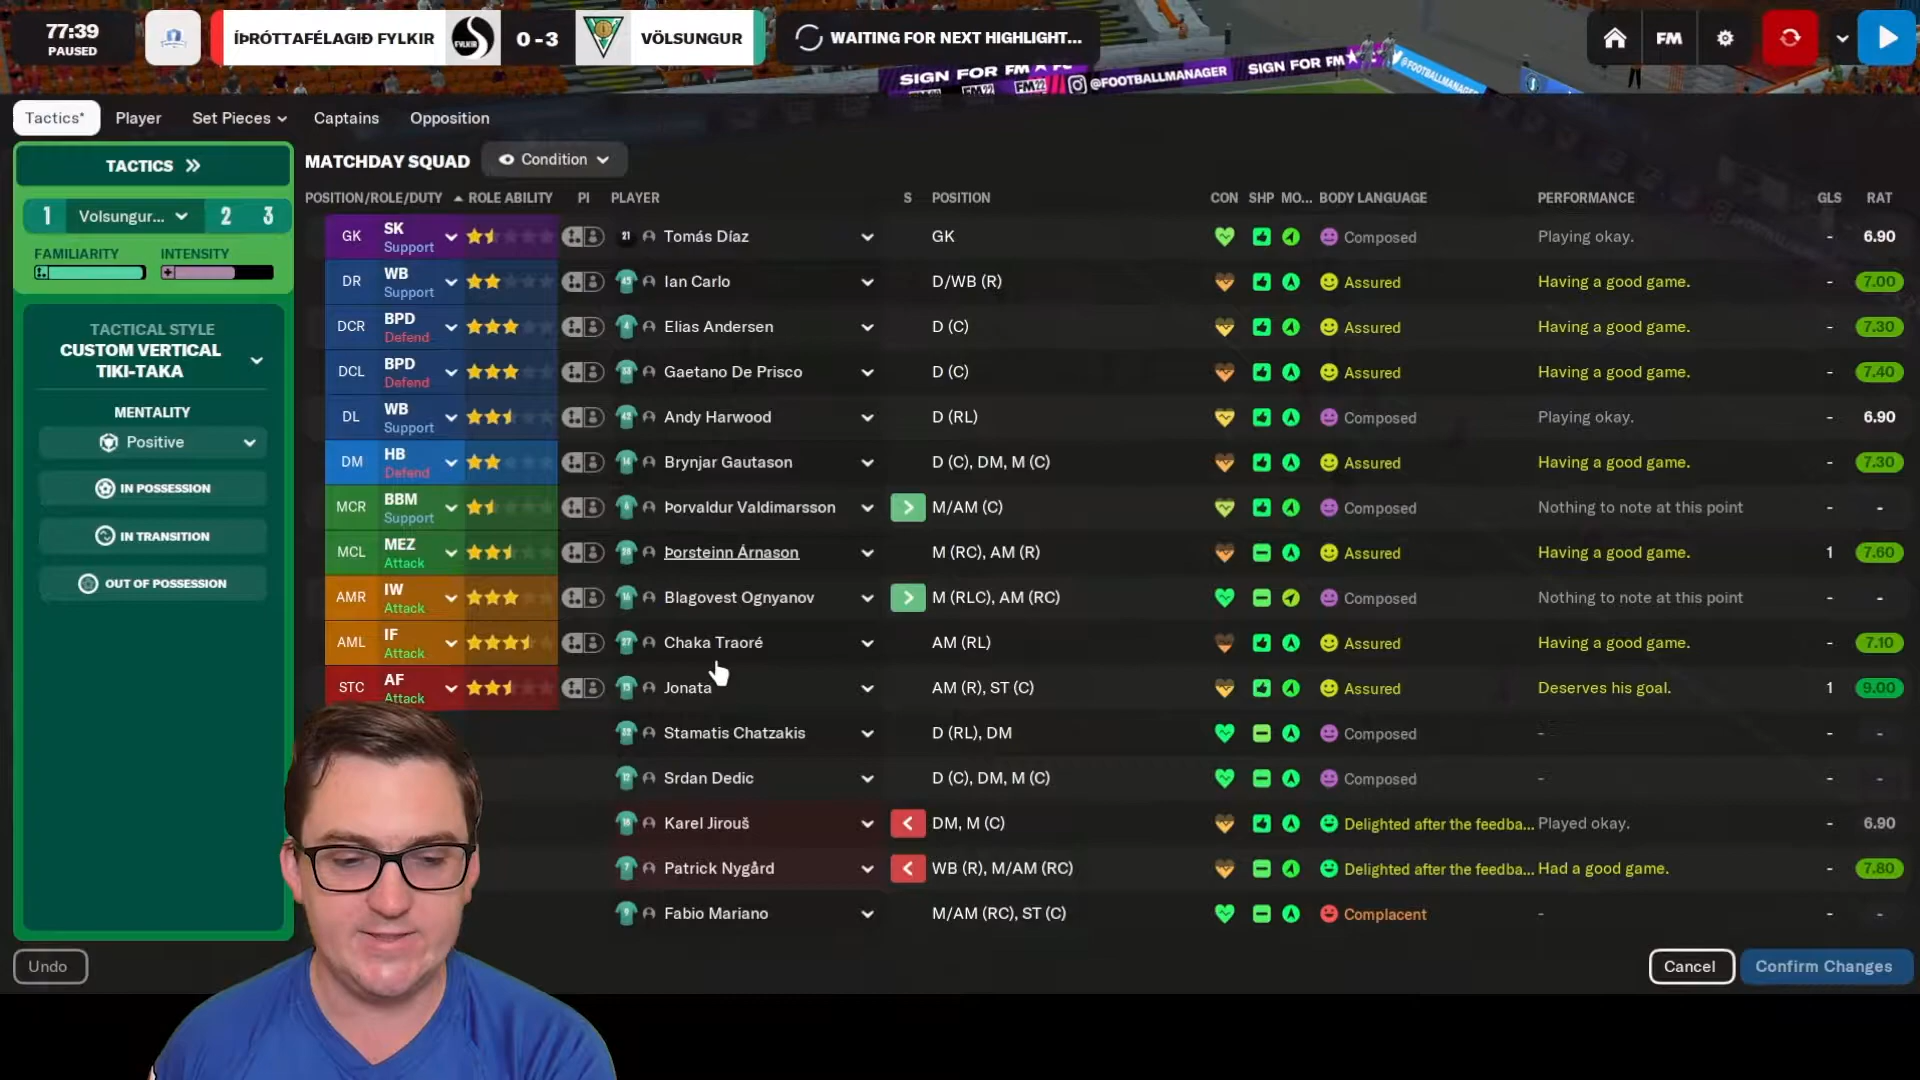 77:39
PAUSED
ÍÞRÓTTAFÉLAGIÐ FYLKIR
FYLKIR
0 - 3
VÖLSUNGUR
WAITING FOR NEXT HIGHLIGHT...
FM
SIGN FOR FM
FM22
FM22
@FOOTBALLMANAGER
SIGN FOR FM
@FOOTBALLMANAGER
Tactics*
Player
Set Pieces
Captains
Opposition
TACTICS
1 Volsungur... 2 3
FAMILIARITY INTENSITY
TACTICAL STYLE
CUSTOM VERTICAL
TIKI-TAKA
MENTALITY
Positive
IN POSSESSION
IN TRANSITION
OUT OF POSSESSION
MATCHDAY SQUAD Condition
POSITION/ROLE/DUTY ROLE ABILITY PI PLAYER S POSITION CON SHP MO... BODY LANGUAGE PERFORMANCE GLS RAT
GK SK Support 21 Tomás Díaz GK Composed Playing okay. - 6.90
DR WB Support Ian Carlo D/WB (R) Assured Having a good game. - 7.00
DCR BPD Defend Elias Andersen D (C) Assured Having a good game. - 7.30
DCL BPD Defend Gaetano De Prisco D (C) Assured Having a good game. - 7.40
DL WB Support Andy Harwood D (RL) Composed Playing okay. - 6.90
DM HB Defend Brynjar Gautason D (C), DM, M (C) Assured Having a good game. - 7.30
MCR BBM Support Þorvaldur Valdimarsson M/AM (C) Composed Nothing to note at this point - -
MCL MEZ Attack Þorsteinn Árnason M (RC), AM (R) Assured Having a good game. 1 7.60
AMR IW Attack Blagovest Ognyanov M (RLC), AM (RC) Composed Nothing to note at this point - -
AML IF Attack Chaka Traoré AM (RL) Assured Having a good game. - 7.10
STC AF Attack Jonata AM (R), ST (C) Assured Deserves his goal. 1 9.00
Stamatis Chatzakis D (RL), DM Composed - - -
Srdan Dedic D (C), DM, M (C) Composed - - -
Karel Jirouš DM, M (C) Delighted after the feedba... Played okay. - 6.90
Patrick Nygård WB (R), M/AM (RC) Delighted after the feedba... Had a good game. - 7.80
Fabio Mariano M/AM (RC), ST (C) Complacent - - -
Undo
Cancel
Confirm Changes